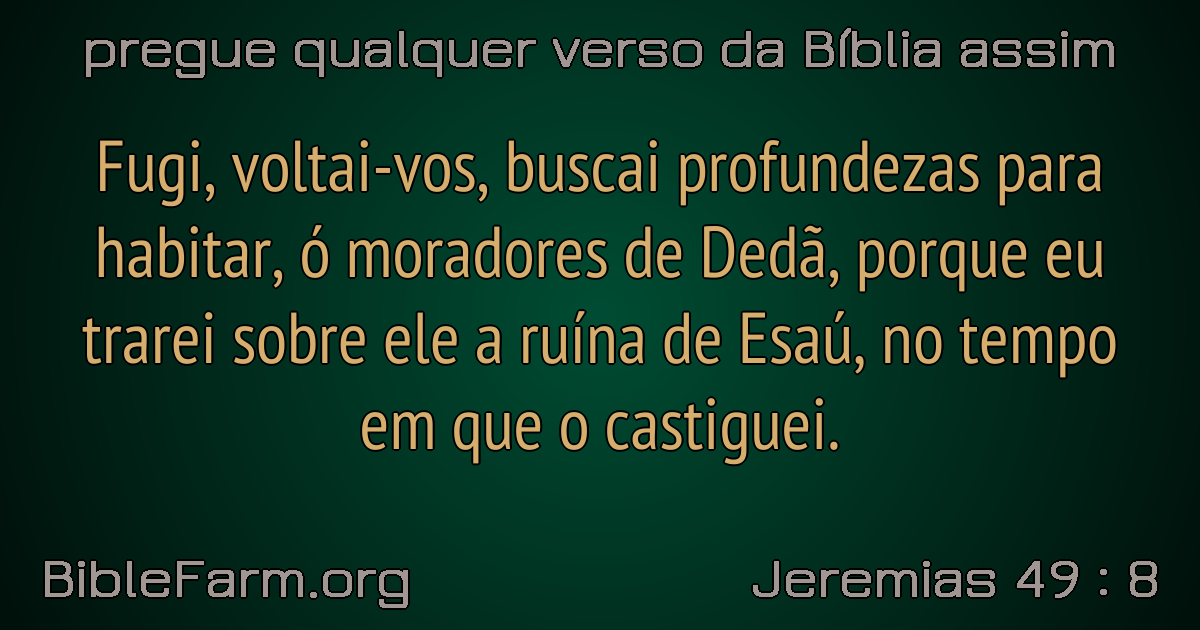 pregue qualquer verso da Bíblia assim
Fugi, voltai-vos, buscai profundezas para
habitar, ó moradores de Dedã, porque eu
trarei sobre ele a ruína de Esaú, no tempo
em que o castiguei.
BibleFarm.org
Jeremias 49 : 8